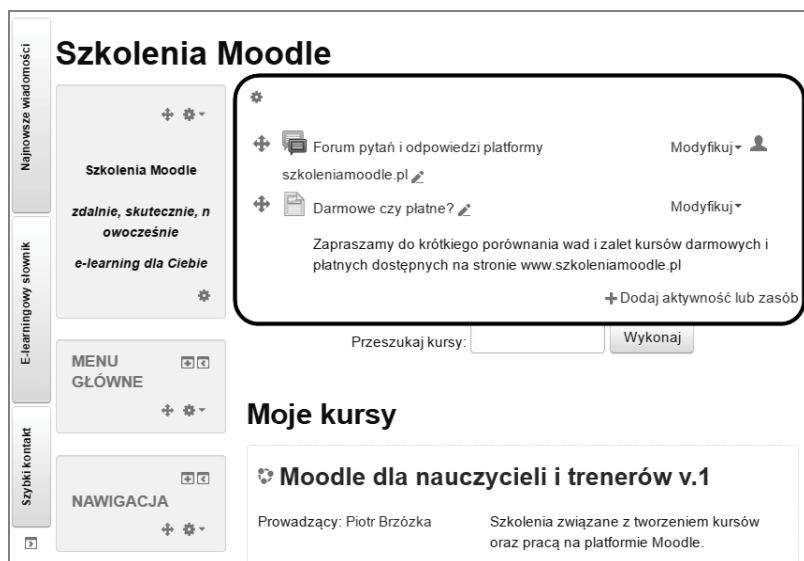 Najnowsze wiadomości
E-learningowy słownik
Szybki kontakt
Szkolenia Moodle
Szkolenia Moodle
zdalnie, skutecznie, n
owocześnie
e-learning dla Ciebie
MENU
GŁÓWNE
NAWIGACJA
Forum pytań i odpowiedzi platformy
szkoleniamoodle.pl
Modyfikuj
Darmowe czy płatne?
Modyfikuj
Zapraszamy do krótkiego porównania wad i zalet kursów darmowych i
płatnych dostępnych na stronie www.szkoleniamoodle.pl
Dodaj aktywność lub zasób
Przeszukaj kursy:
Wykonaj
Moje kursy
Moodle dla nauczycieli i trenerów v.1
Prowadzący: Piotr Brzózka
Szkolenia związane z tworzeniem kursów
oraz pracą na platformie Moodle.